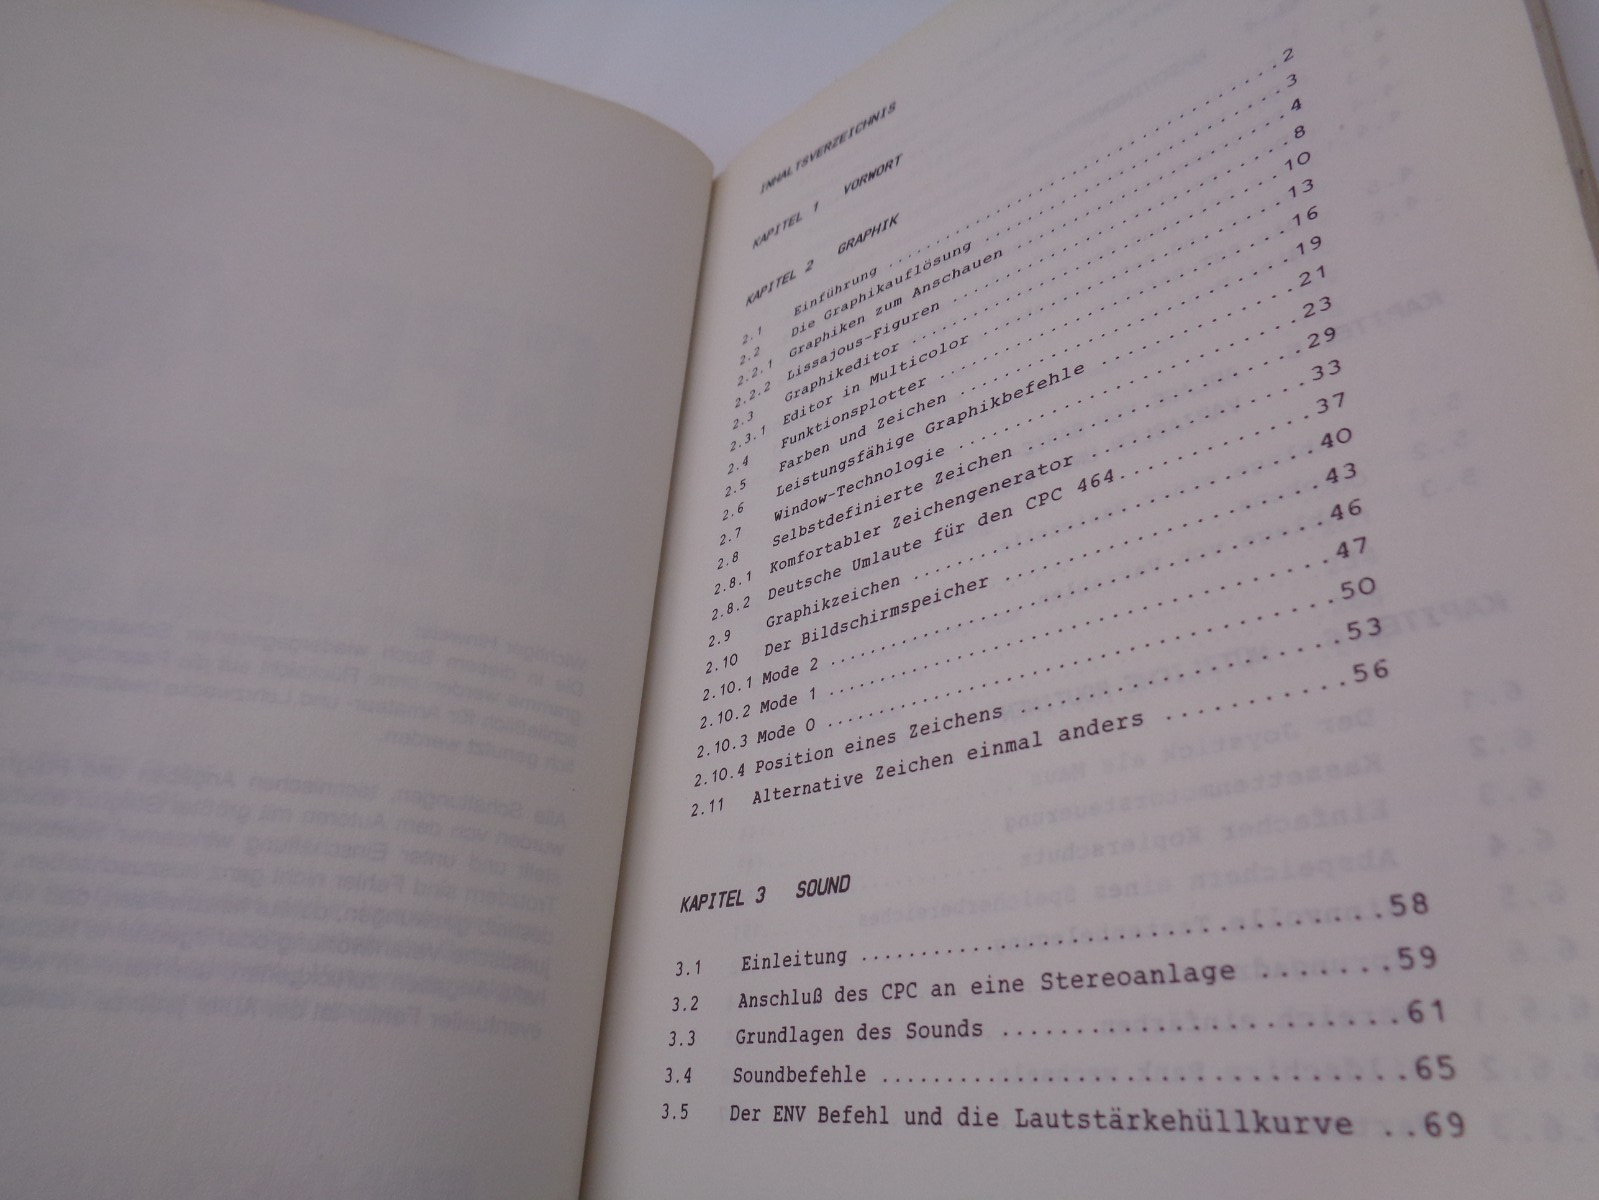 INHALTSVERZEICHNIS
KAPITEL 1 VORWORT
KAPITEL 2 GRAPHIK
2.1 Einführung .............................. 2
2.2 Die Graphikauflösung .................... 3
2.2.1 Graphiken zum Anschauen ................. 4
2.2.2 Lissajous-Figuren ....................... 8
2.3 Graphikeditor ........................... 10
2.3.1 Editor in Multicolor .................... 13
2.4 Funktionsplotter ........................ 16
2.5 Farben und Zeichen ...................... 19
2.6 Leistungsfähige Graphikbefehle .......... 21
2.7 Window-Technologie ...................... 23
2.8 Selbstdefinierte Zeichen ................ 29
2.8.1 Komfortabler Zeichengenerator ........... 33
2.8.2 Deutsche Umlaute für den CPC 464......... 37
2.9 Graphikzeichen .......................... 40
2.10 Der Bildschirmspeicher .................. 43
2.10.1 Mode 2 .................................. 46
2.10.2 Mode 1 .................................. 47
2.10.3 Mode 0 .................................. 50
2.10.4 Position eines Zeichens ................. 53
2.11 Alternative Zeichen einmal anders .......... 56
KAPITEL 3 SOUND
3.1 Einleitung ..............................58
3.2 Anschluß des CPC an eine Stereoanlage .......59
3.3 Grundlagen des Sounds .......................61
3.4 Soundbefehle ................................65
3.5 Der ENV Befehl und die Lautstärkehüllkurve ..69